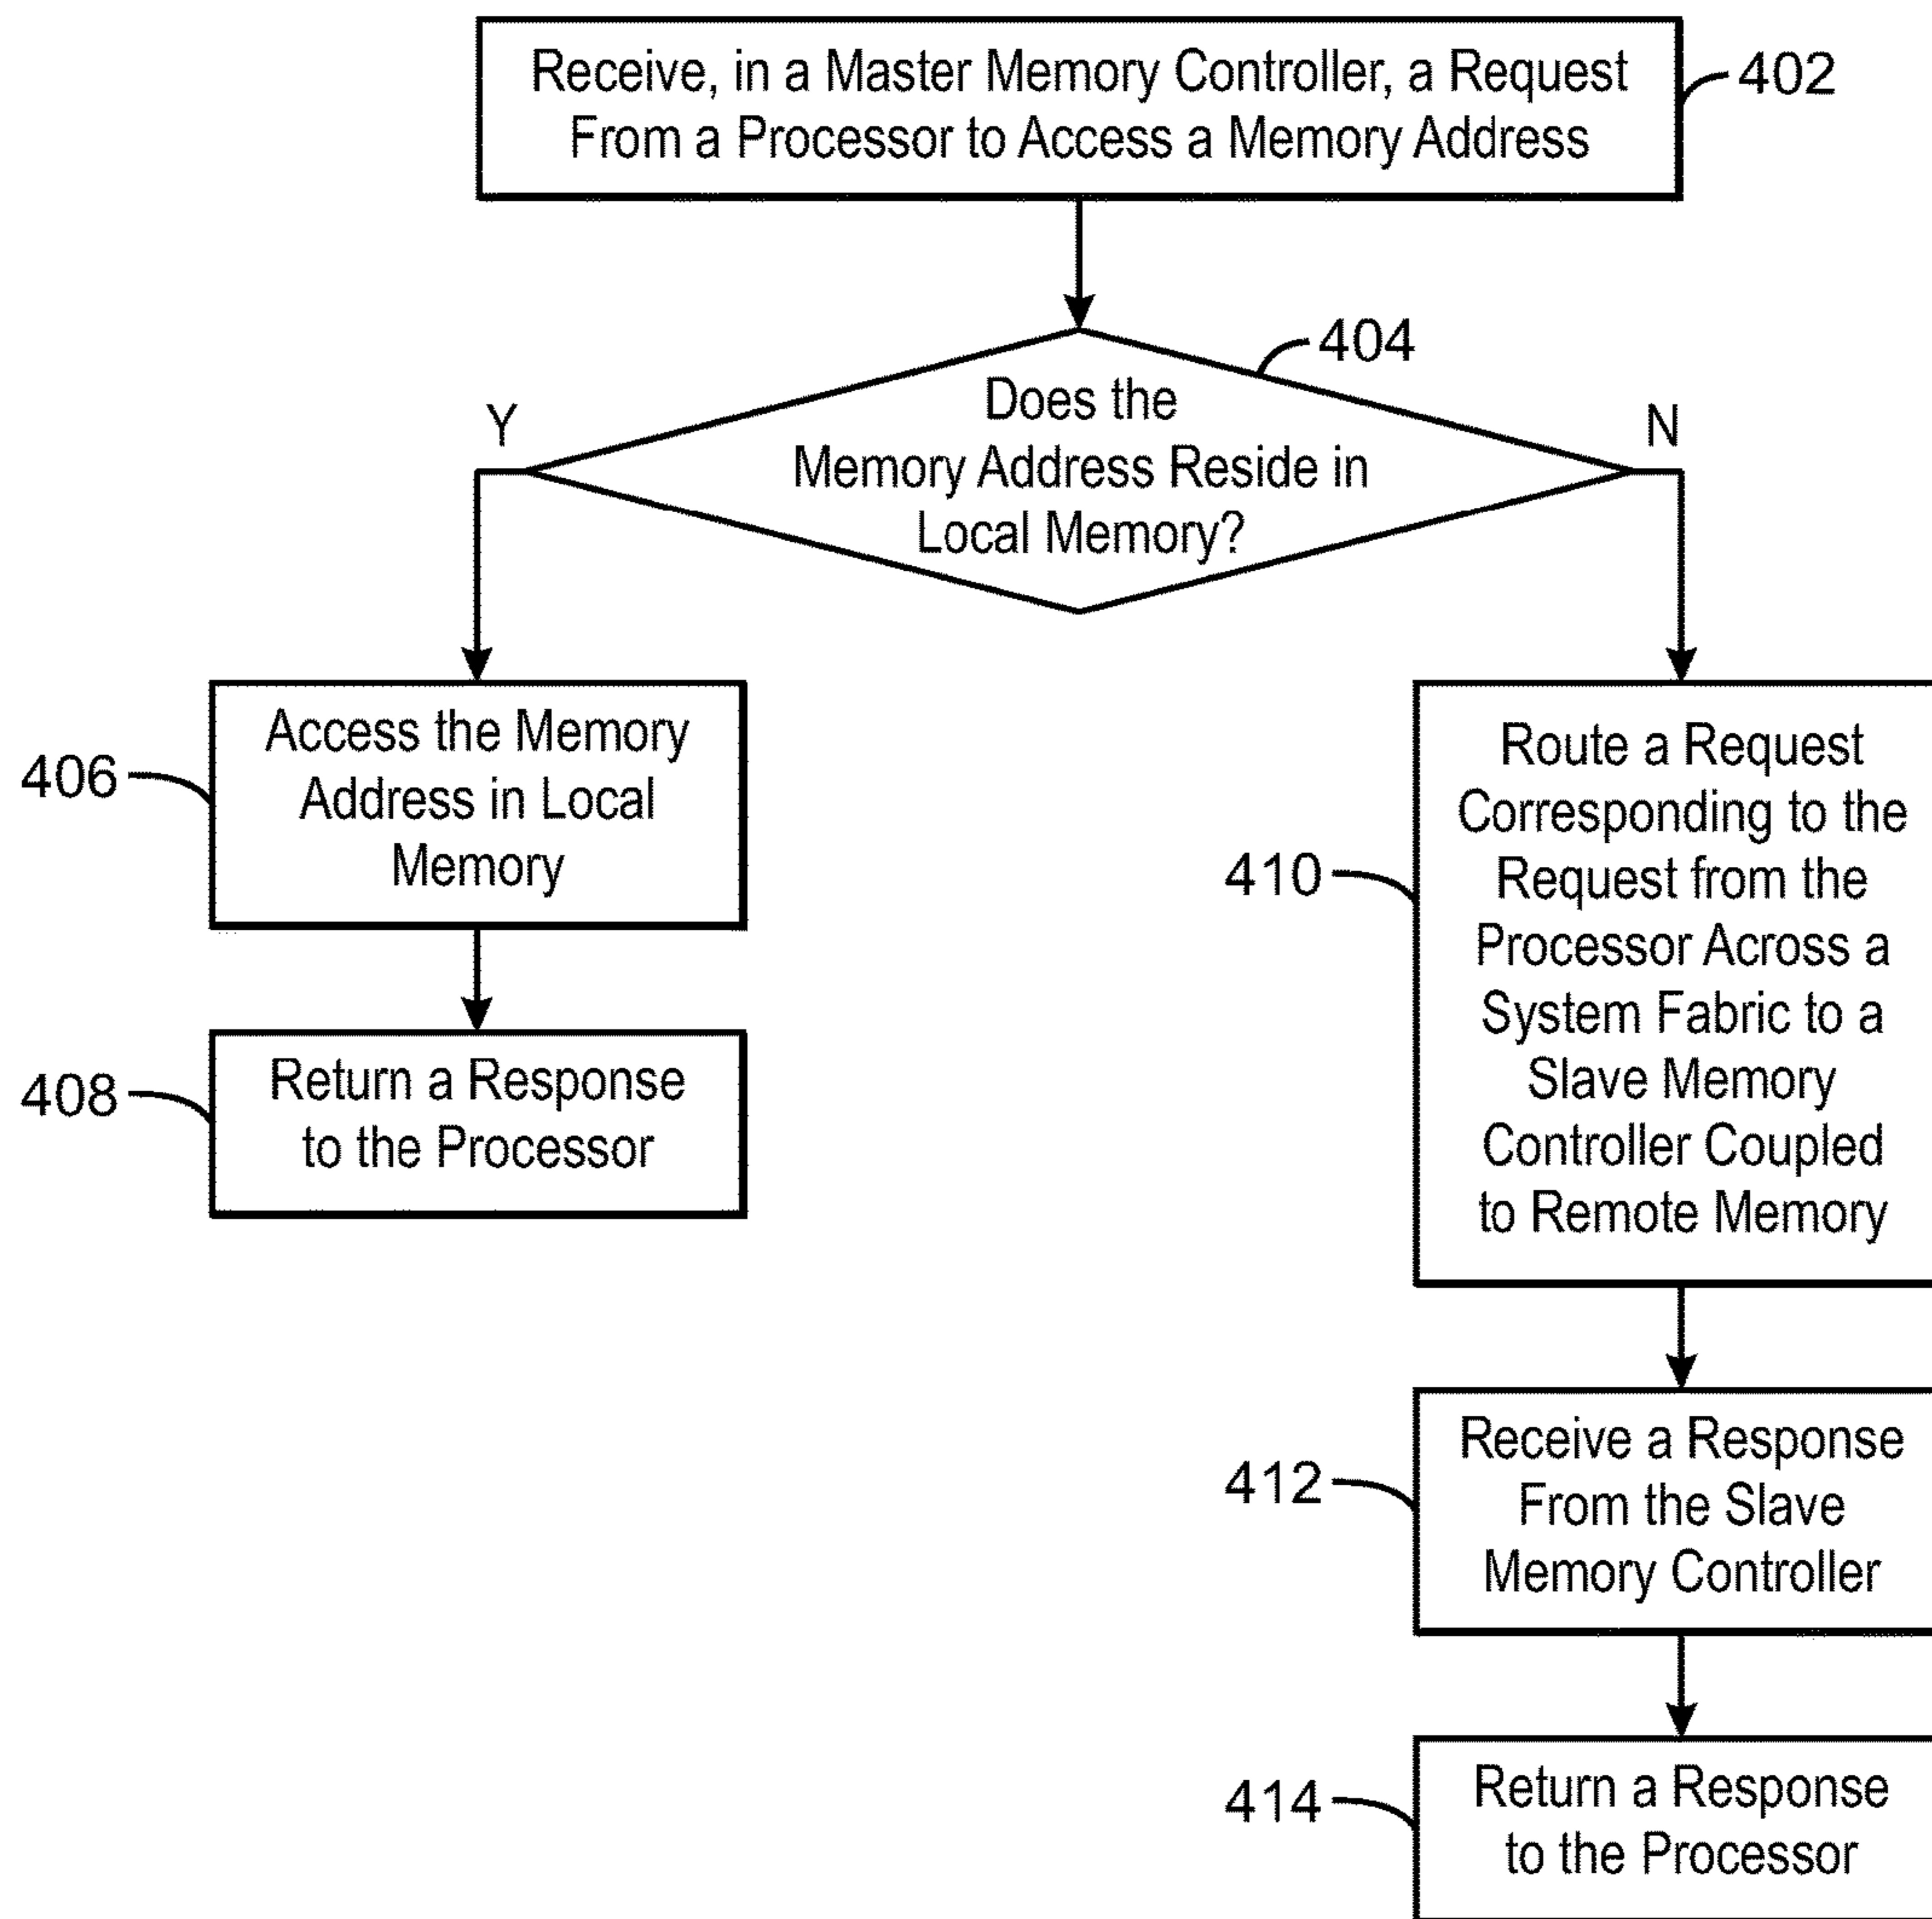 Receive, in a Master Memory Controller, a Request
From a Processor to Access a Memory Address
402
404
Does the
Memory Address Reside in
Local Memory?
Y
N
406
Access the Memory
Address in Local
Memory
408
Return a Response
to the Processor
410
Route a Request
Corresponding to the
Request from the
Processor Across a
System Fabric to a
Slave Memory
Controller Coupled
to Remote Memory
412
Receive a Response
From the Slave
Memory Controller
414
Return a Response
to the Processor